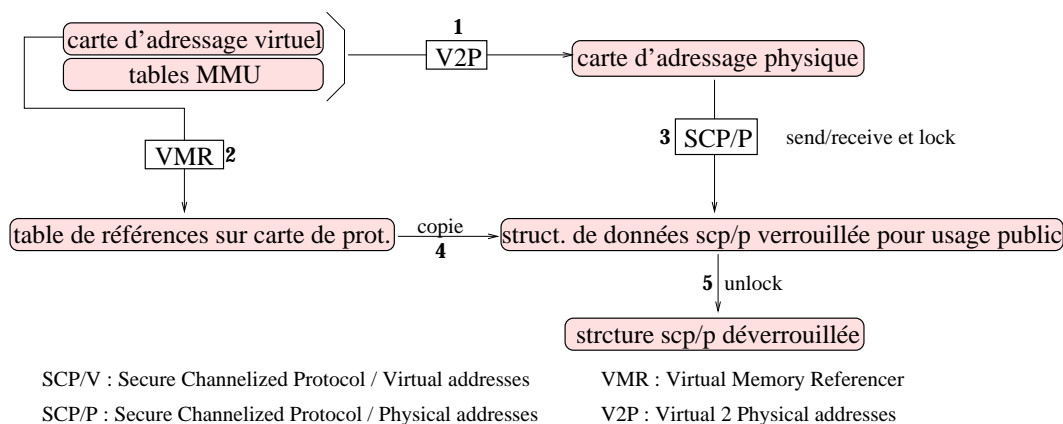 1
carte d'adressage virtuel
V2P
carte d'adressage physique
tables MMU
3
SCP/P
send/receive et lock
VMR
2
table de référencs sur carte de prot.
copie
4
struct. de données scp/p verrouillée pour usage public
5
unlock
strcture scp/p déverrouillée
SCP/V : Secure Channelized Protocol / Virtual addresses
VMR : Virtual Memory Referencer
SCP/P : Secure Channelized Protocol / Physical addresses
V2P : Virtual 2 Physical addresses